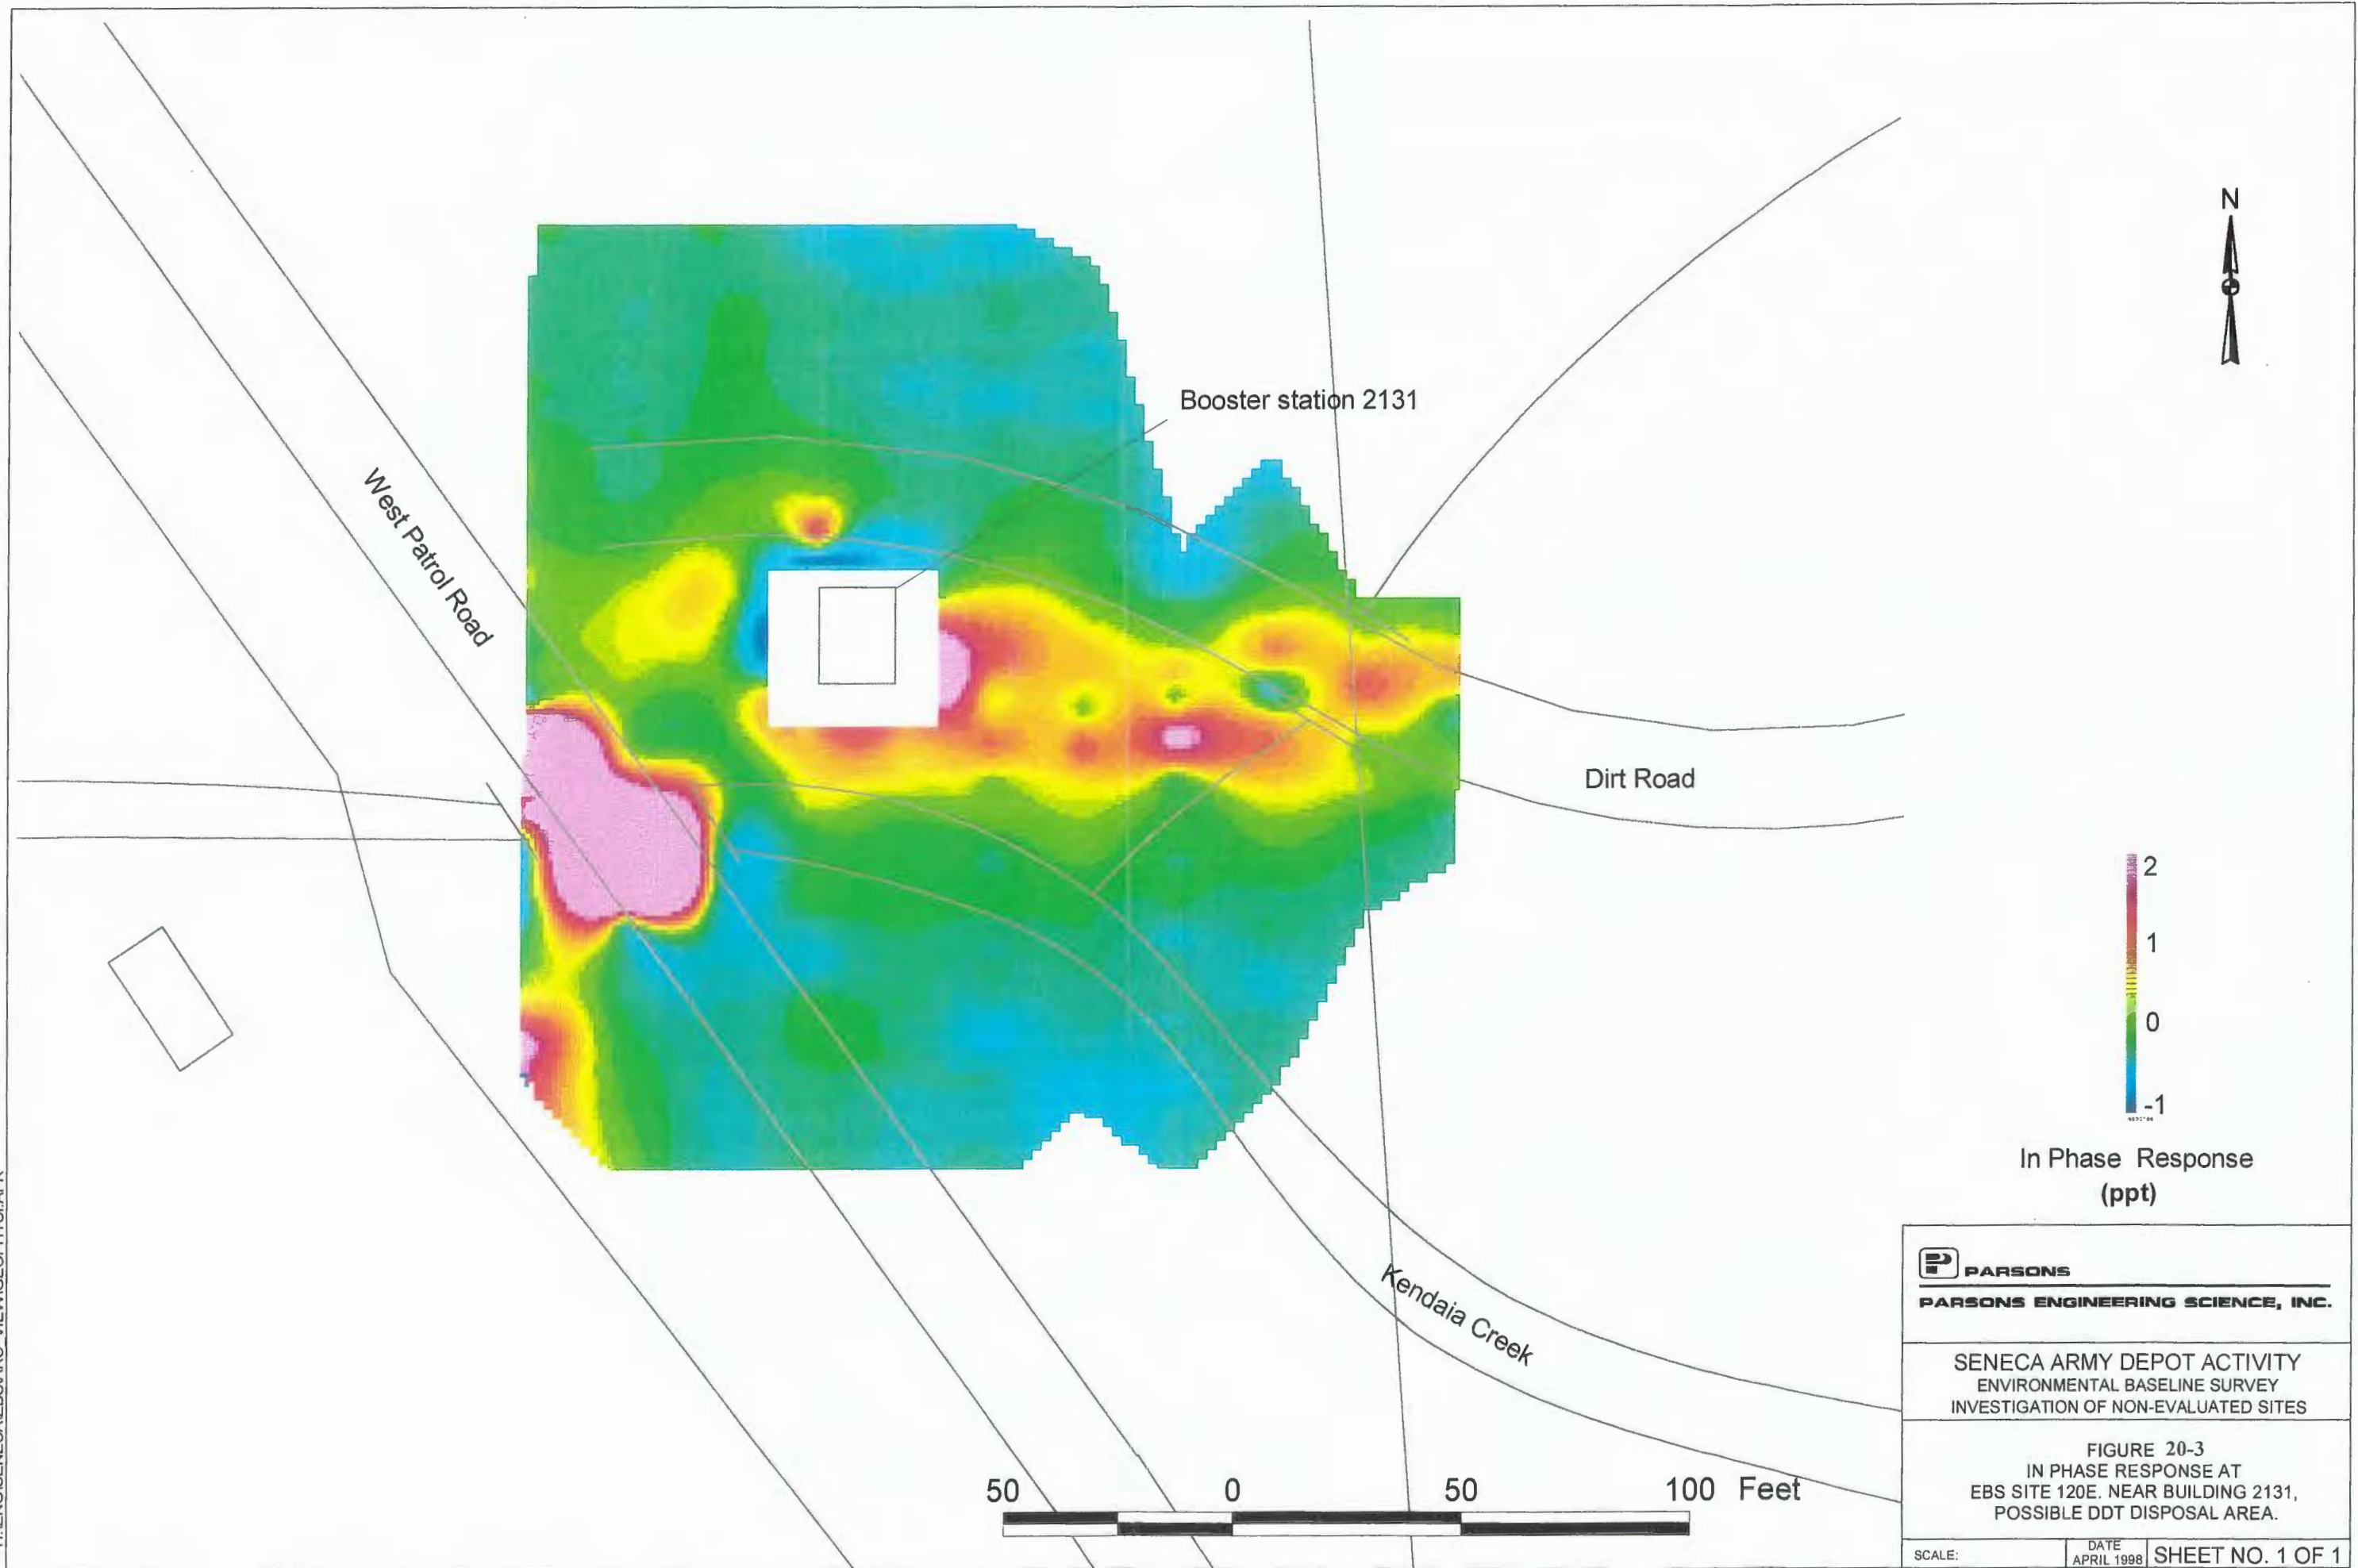 N
Booster station 2131
West Patrol Road
Dirt Road
2
1
0
-1
In Phase Response
(ppt)
Kendaia Creek
50 0 50 100 Feet
P PARSONS
PARSONS ENGINEERING SCIENCE, INC.
SENECA ARMY DEPOT ACTIVITY
ENVIRONMENTAL BASELINE SURVEY
INVESTIGATION OF NON-EVALUATED SITES
FIGURE 20-3
IN PHASE RESPONSE AT
EBS SITE 120E. NEAR BUILDING 2131,
POSSIBLE DDT DISPOSAL AREA.
SCALE:
DATE
APRIL 1998
SHEET NO. 1 OF 1